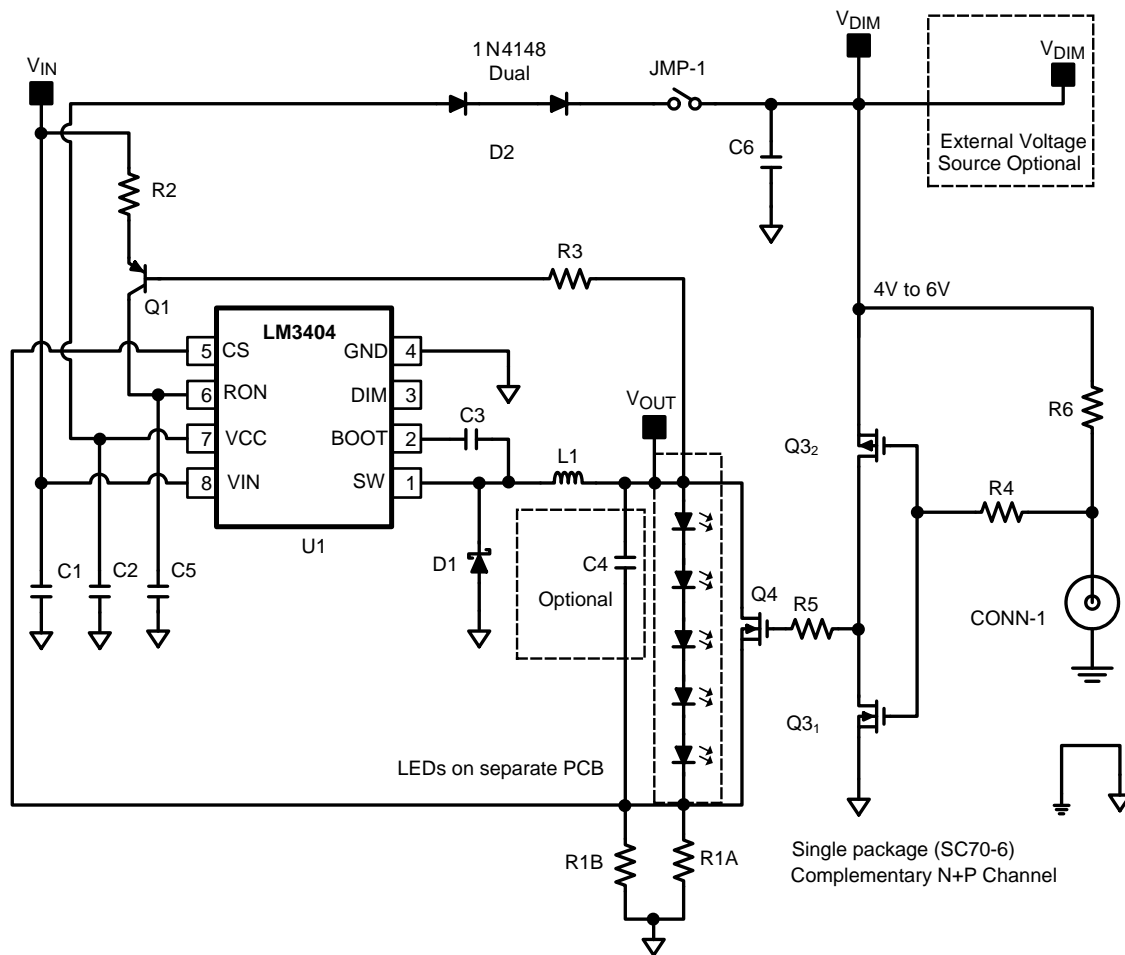 VDIM
VIN
1N4148
Dual
JMP-1
VDIM
D2
C6
External Voltage
Source Optional
R2
R3
Q1
4V to 6V
LM3404
5 CS GND 4
6 RON DIM 3
7 VCC BOOT 2
8 VIN SW 1
U1
C3
VOUT
L1
R6
Q32
R4
C1
C2
C5
D1
C4
Optional
Q4
R5
CONN-1
Q31
LEDs on separate PCB
R1B
R1A
Single package (SC70-6)
Complementary N+P Channel